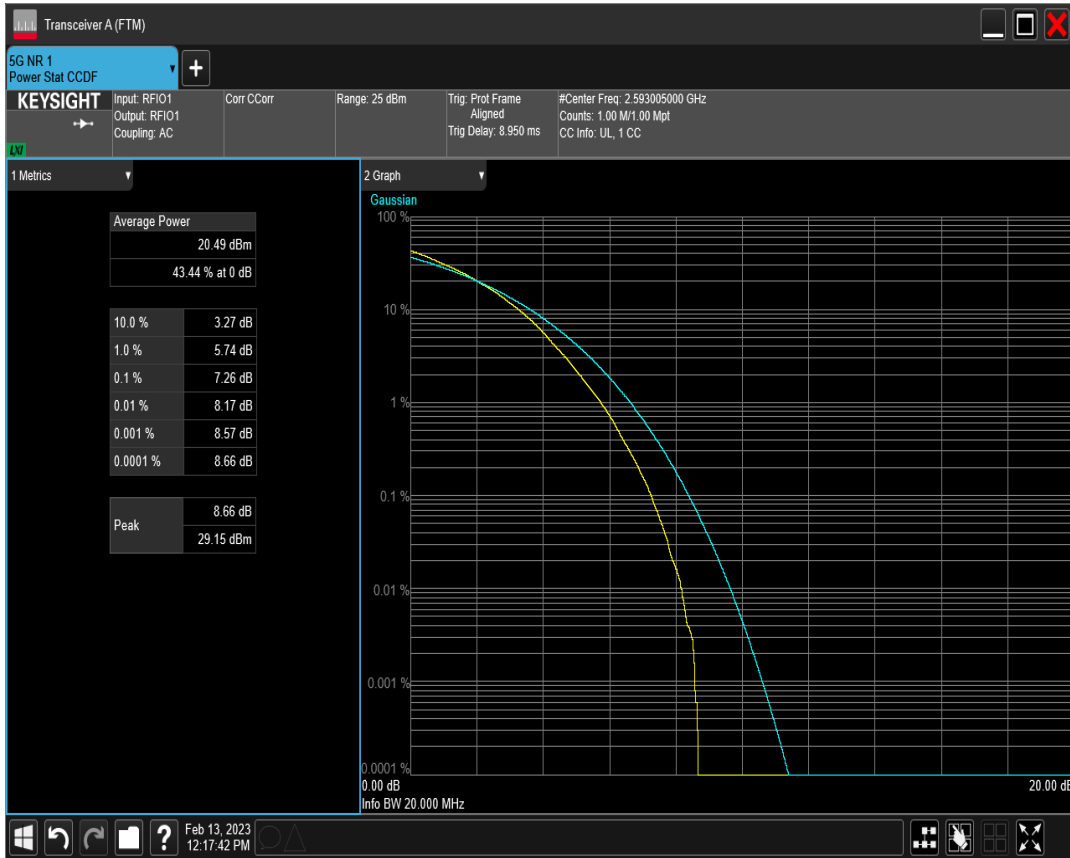 Transceiver A (FTM)
5G NR 1
Power Stat CCDF
+
KEYSIGHT
LXI
Input: RFIO1
Output: RFIO1
Coupling: AC
Corr CCorr
Range: 25 dBm
Trig: Prot Frame
Aligned
Trig Delay: 8.950 ms
#Center Freq: 2.593005000 GHz
Counts: 1.00 M/1.00 Mpt
CC Info: UL, 1 CC
1 Metrics
Average Power
20.49 dBm
43.44 % at 0 dB
10.0 % 3.27 dB
1.0 % 5.74 dB
0.1 % 7.26 dB
0.01 % 8.17 dB
0.001 % 8.57 dB
0.0001 % 8.66 dB
Peak
8.66 dB
29.15 dBm
2 Graph
Gaussian
100 %
10 %
1 %
0.1 %
0.01 %
0.001 %
0.0001 %
0.00 dB 20.00 dB
Info BW 20.000 MHz
?
Feb 13, 2023
12:17:42 PM